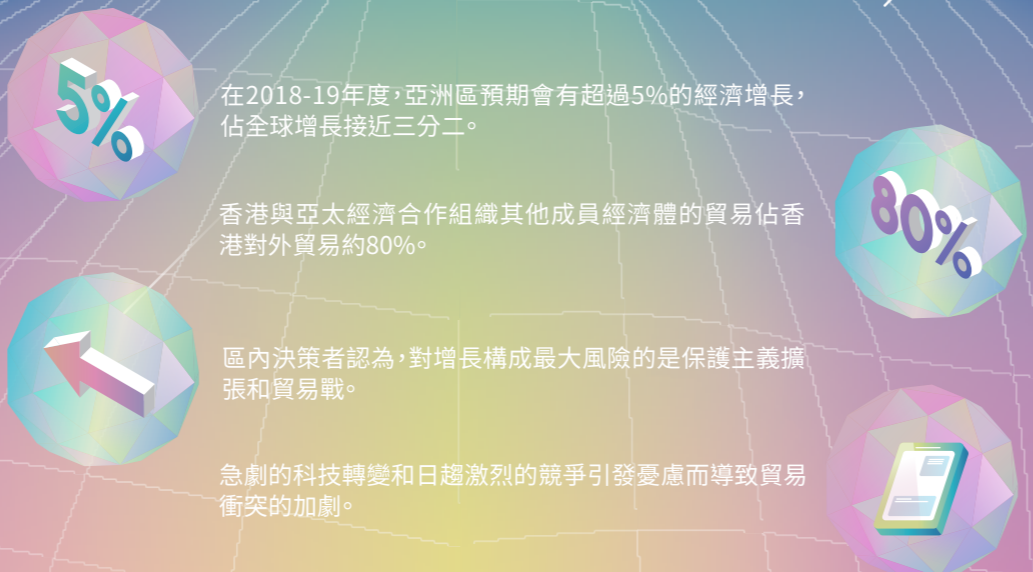 5%
在2018-19年度，亞洲區預期會有超過5%的經濟增長，
佔全球增長接近三分二。
香港與亞太經濟合作組織其他成員經濟體的貿易佔香
港對外貿易約80%。
80%
區內決策者認為，對增長構成最大風險的是保護主義擴
張和貿易戰。
急劇的科技轉變和日趨激烈的競爭引發憂慮而導致貿易
衝突的加劇。